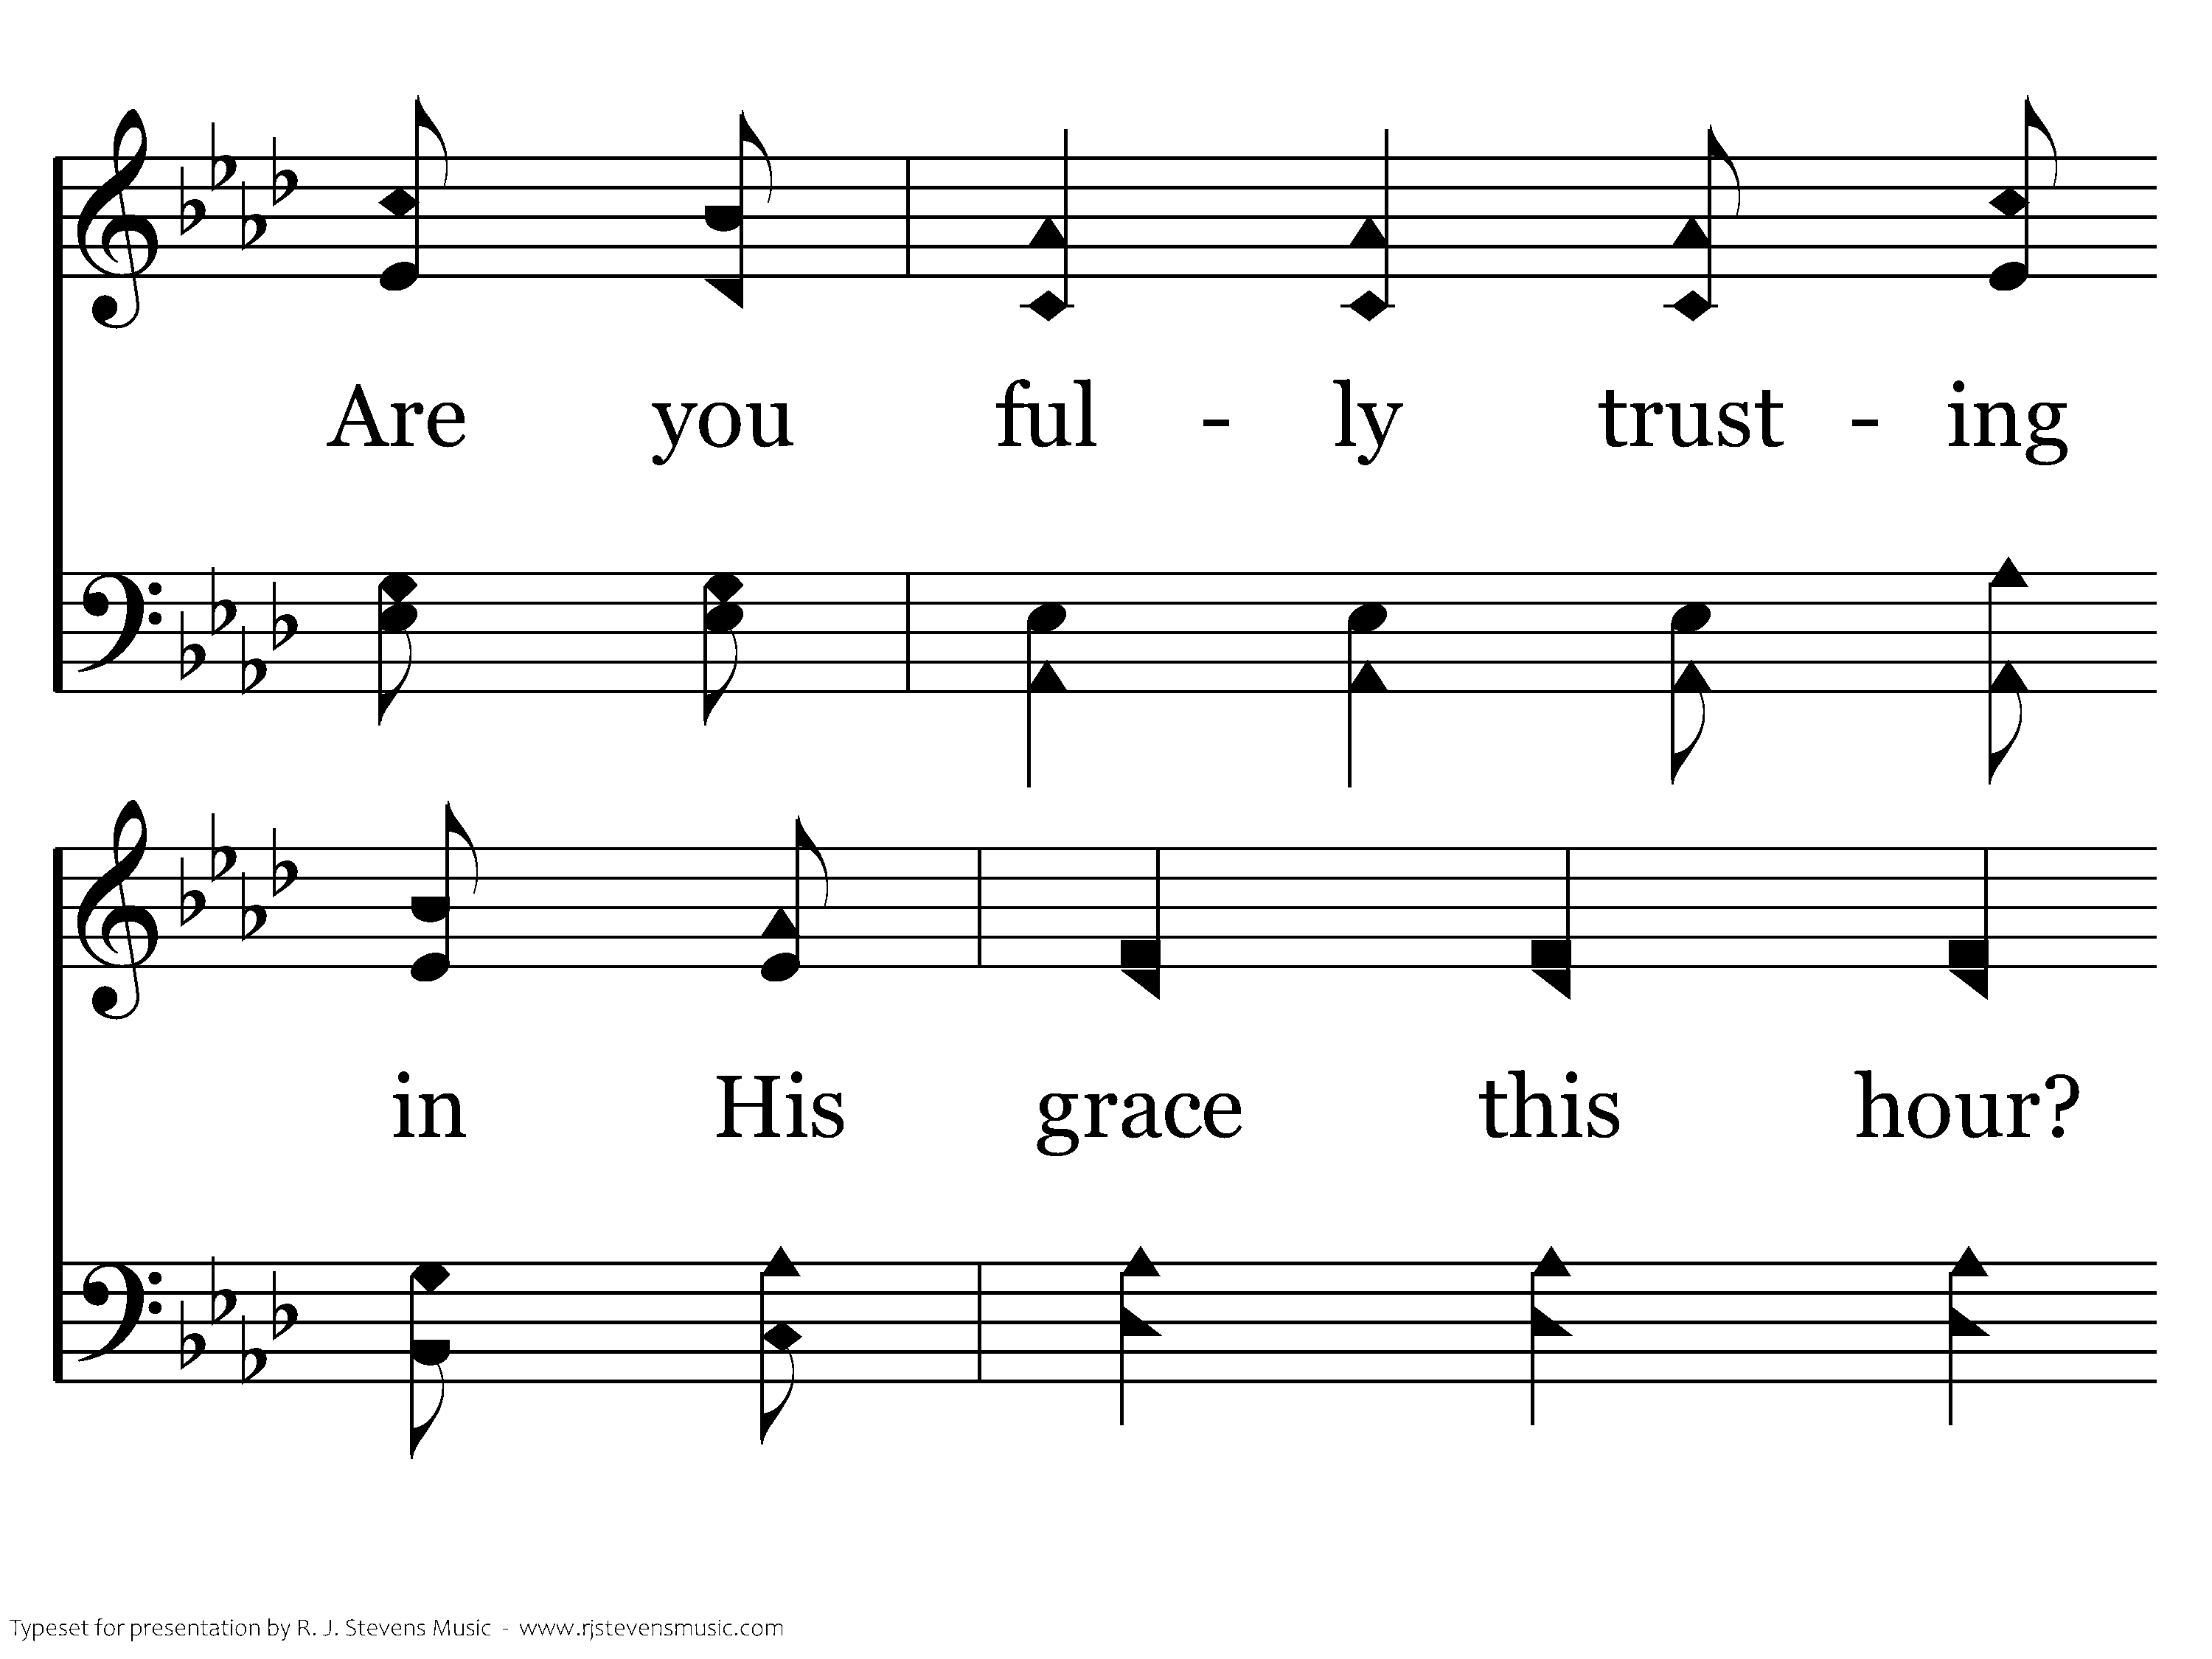 Are you ful - ly trust - ing
in His grace this hour?
Typeset for presentation by R. J. Stevens Music - www.rjstevensmusic.com